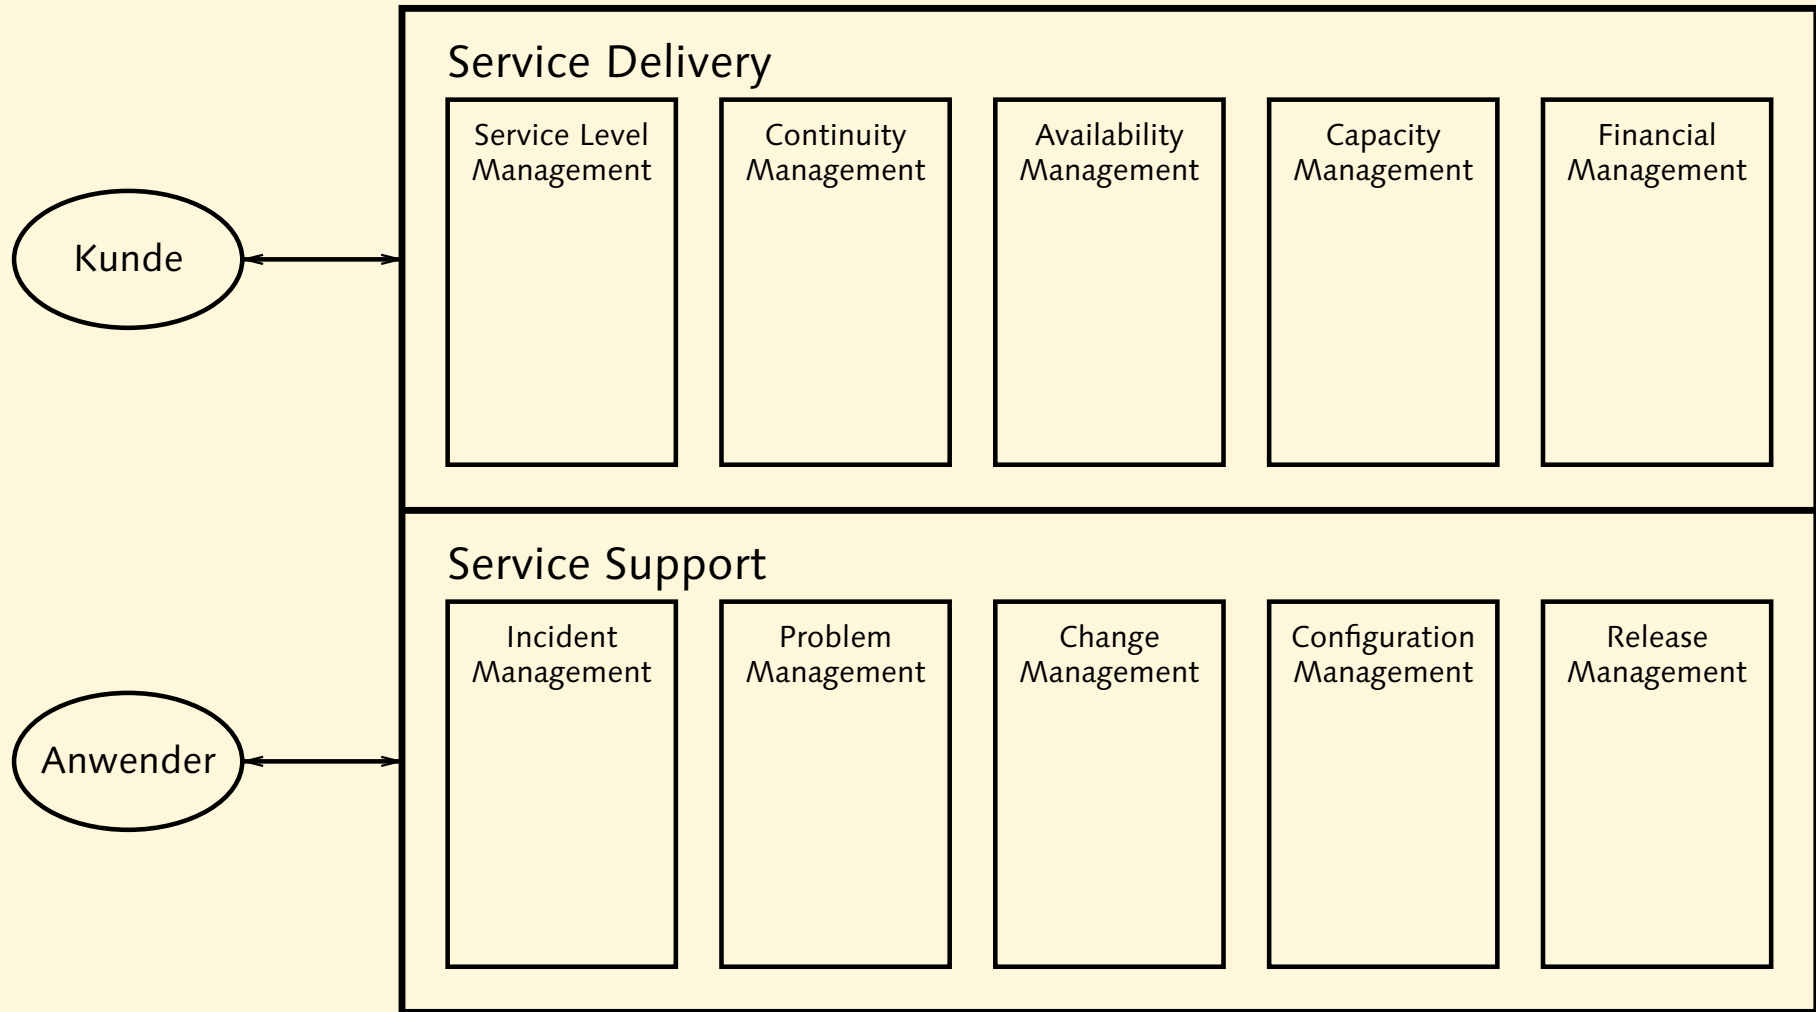 Service Delivery
Service Level
Management
Continuity
Management
Availability
Management
Capacity
Management
Financial
Management
Kunde
Service Support
Incident
Management
Problem
Management
Change
Management
Configuration
Management
Release
Management
Anwender